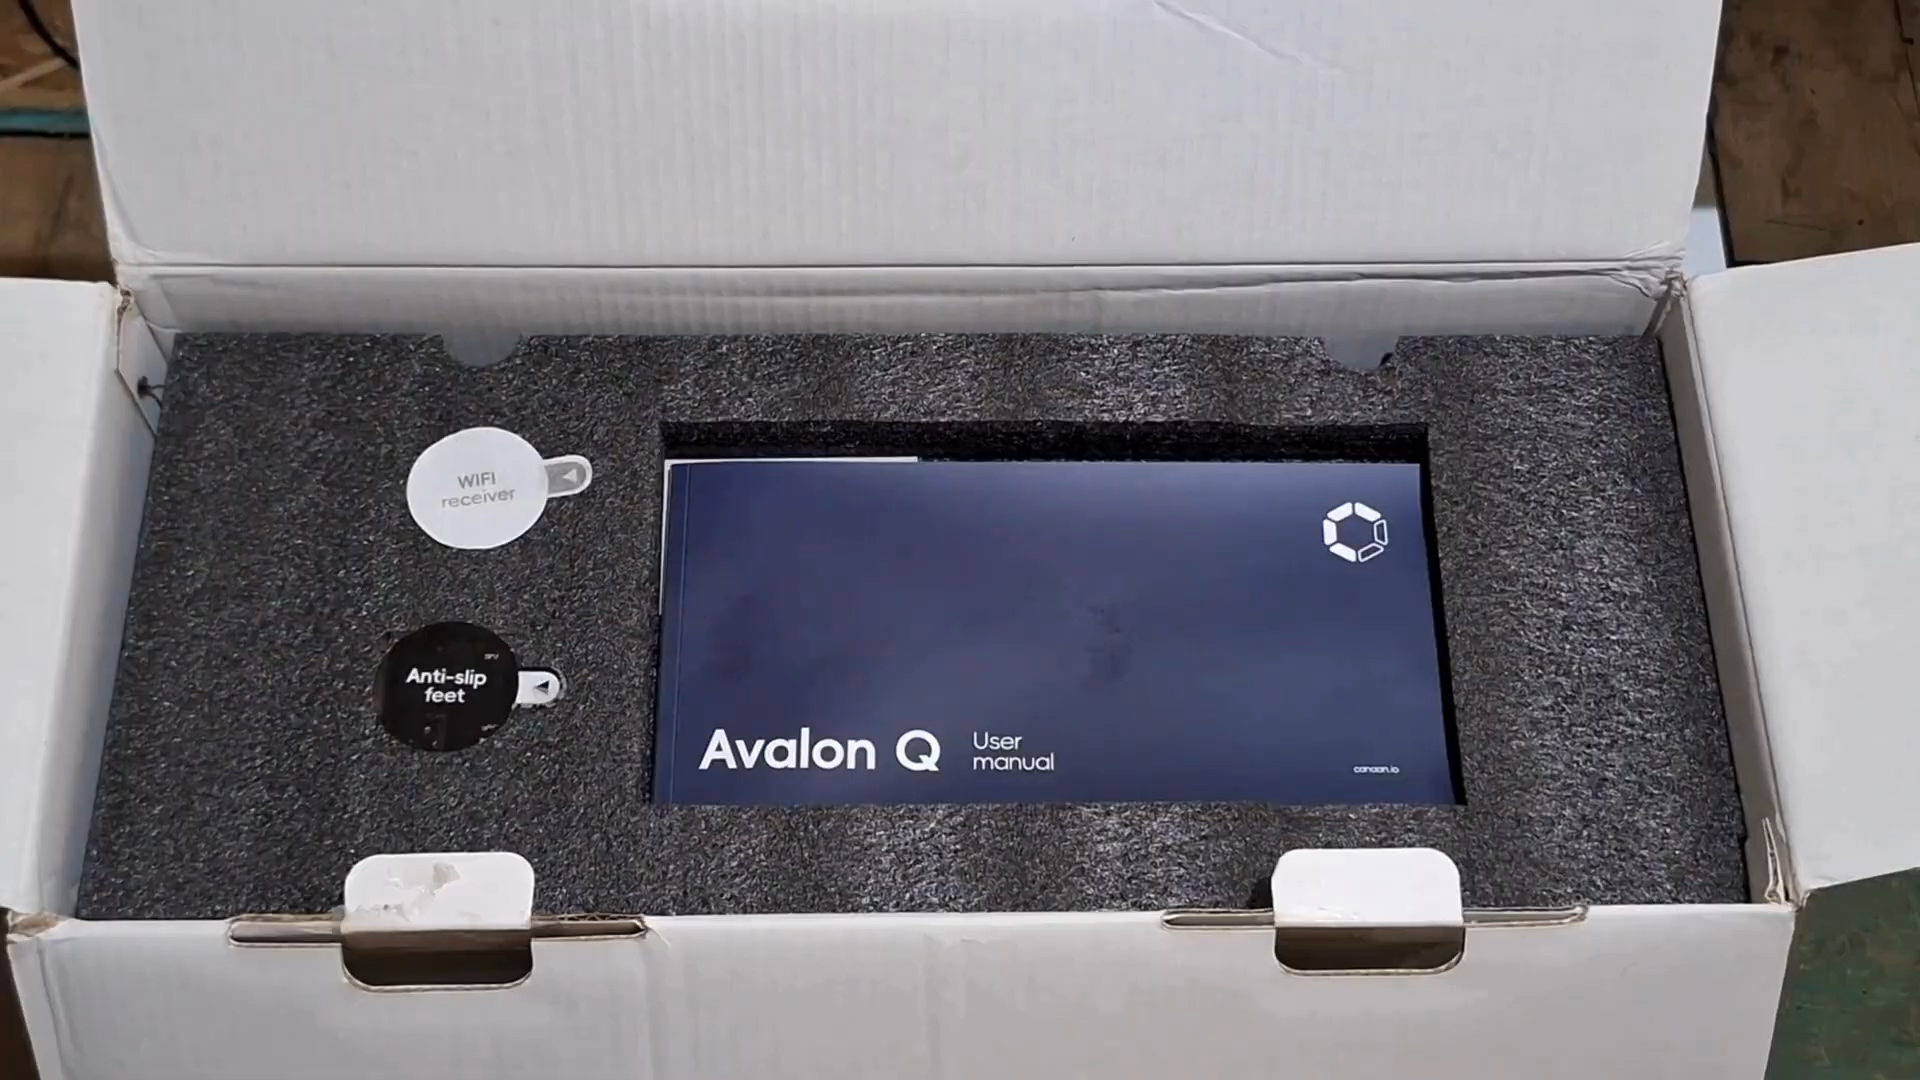 WIFI
receiver
Anti-slip
feet
Avalon Q
User
manual
canaan.io